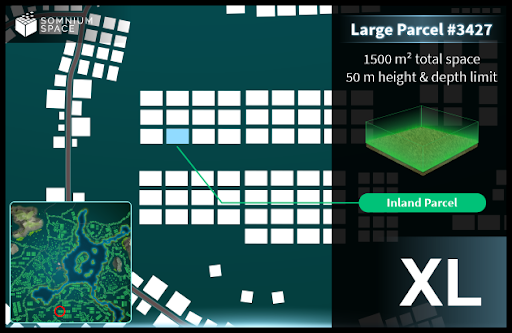 SOMNIUM
SPACE
Large Parcel #3427
1500 m² total space
50 m height & depth limit
Inland Parcel
XL